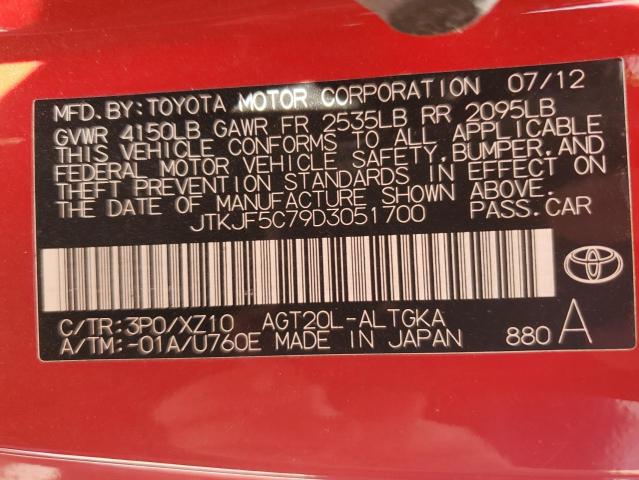 MFD. BY: TOYOTA MOTOR CORPORATION 07/12
GVWR 4150LB GAWR FR 2535LB RR 2095LB
THIS VEHICLE CONFORMS TO ALL APPLICABLE
FEDERAL MOTOR VEHICLE SAFETY, BUMPER, AND
THEFT PREVENTION STANDARDS IN EFFECT ON
THE DATE OF MANUFACTURE SHOWN ABOVE.
JTKJF5C79D3051700 PASS. CAR
C/TR: 3P0/XZ10 AGT20L-ALTGKA
A/TM: -01A/U760E MADE IN JAPAN 880 A